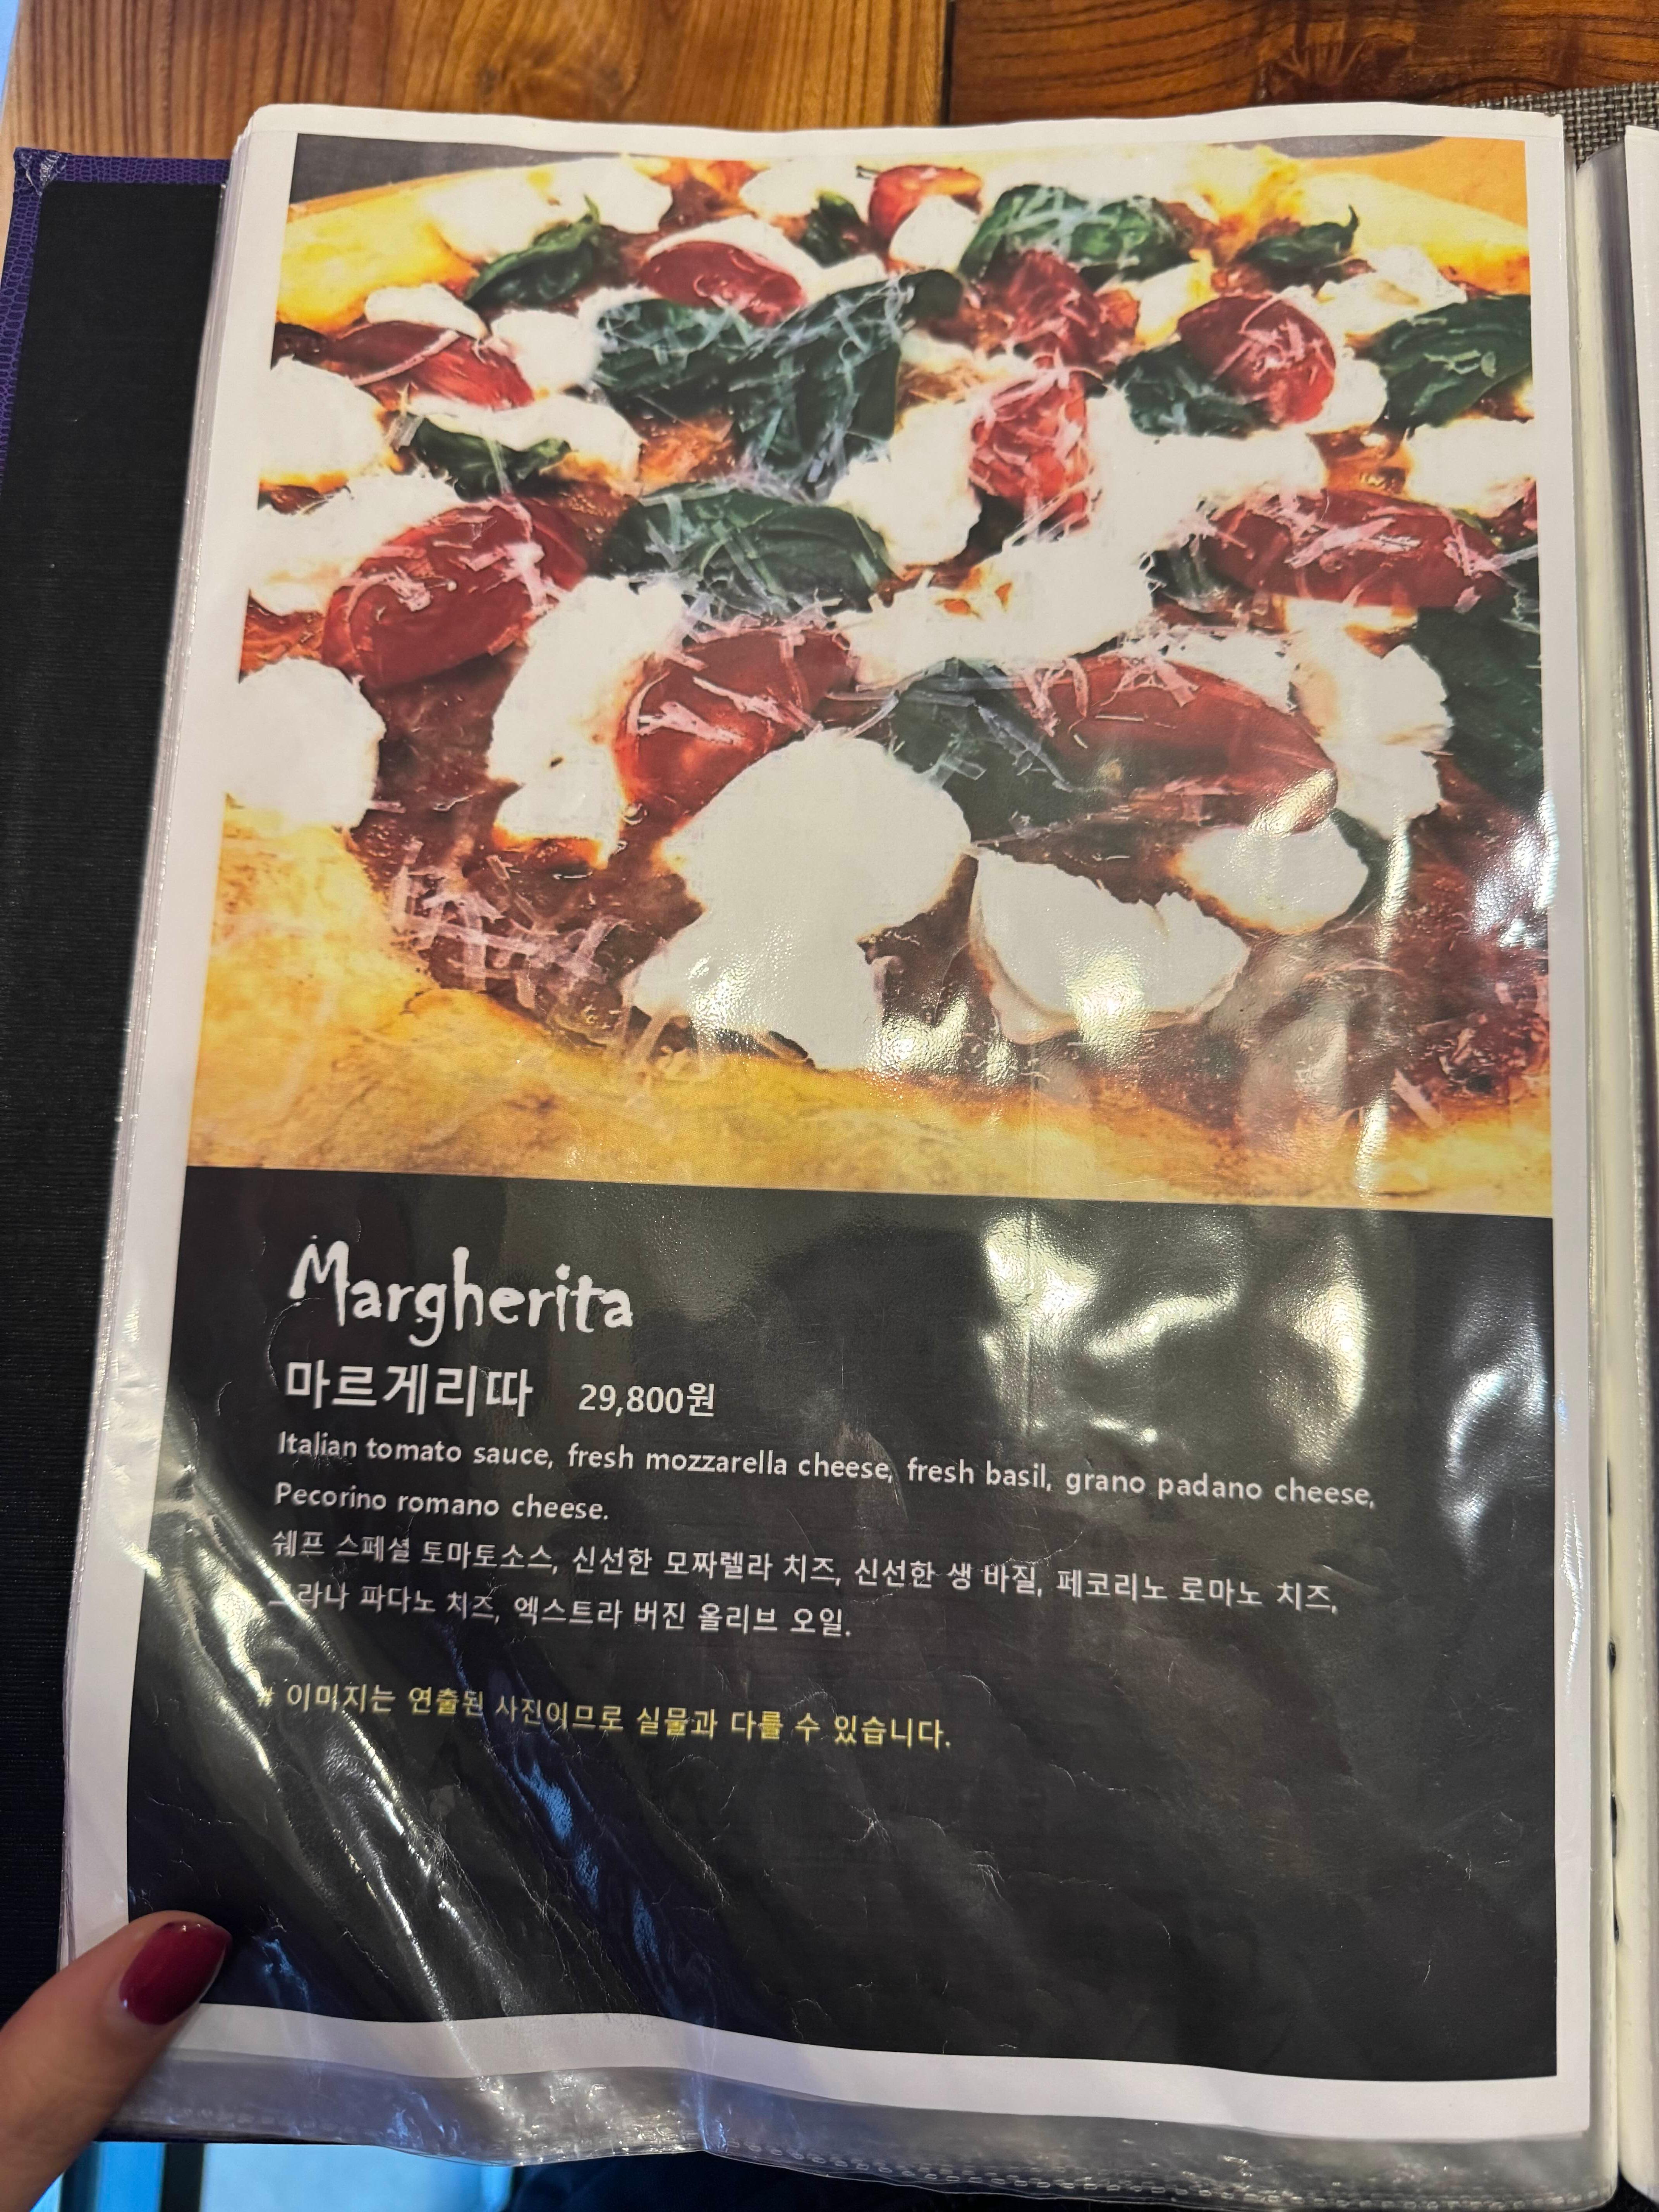 Margherita
마르게리따 29,800원
Italian tomato sauce, fresh mozzarella cheese, fresh basil, grano padano cheese,
Pecorino romano cheese.
쉐프 스페셜 토마토소스, 신선한 모짜렐라 치즈, 신선한 생 바질, 페코리노 로마노 치즈,
그라나 파다노 치즈, 엑스트라 버진 올리브 오일.
# 이미지는 연출된 사진이므로 실물과 다를 수 있습니다.